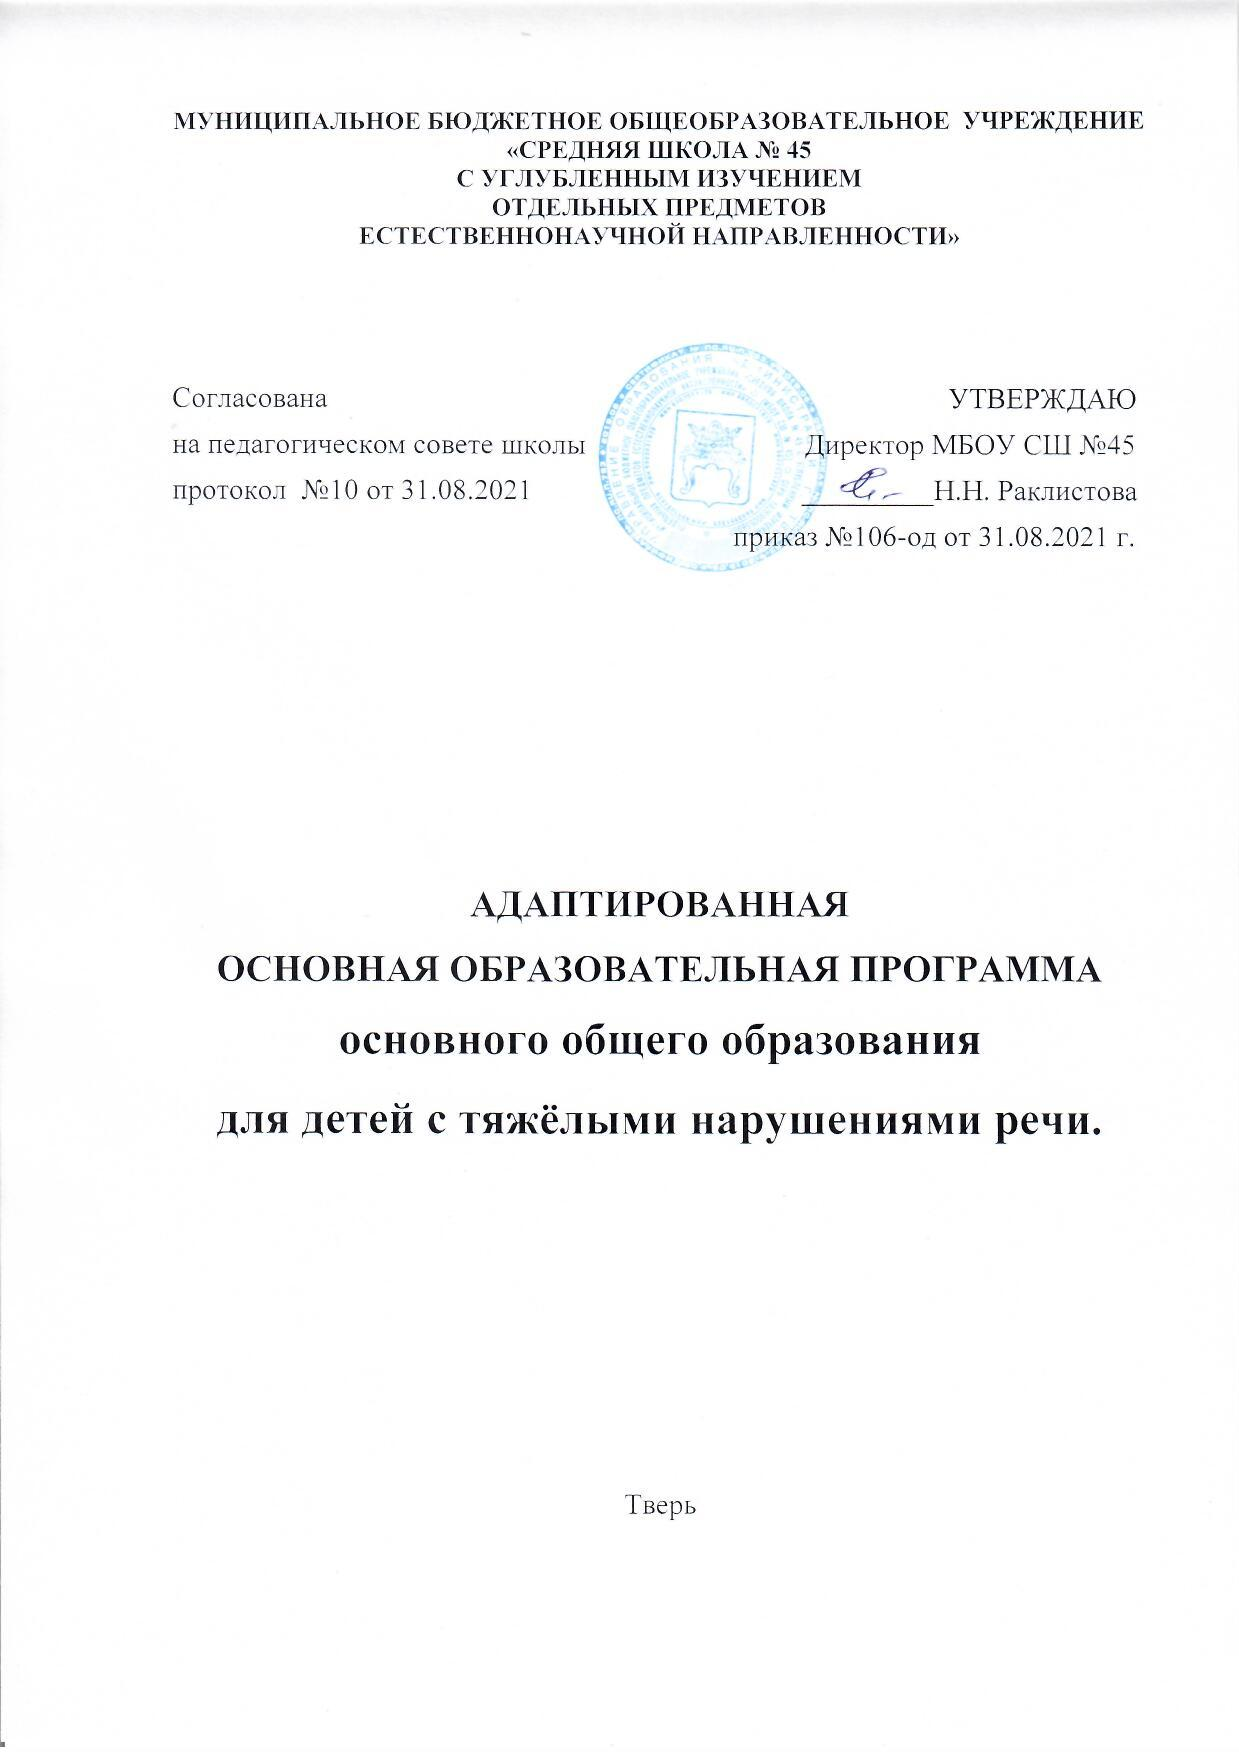 МУНИЦИПАЛЬНОЕ БЮДЖЕТНОЕ ОБЩЕОБРАЗОВАТЕЛЬНОЕ УЧРЕЖДЕНИЕ
«СРЕДНЯЯ ШКОЛА № 45
С УГЛУБЛЕННЫМ ИЗУЧЕНИЕМ
ОТДЕЛЬНЫХ ПРЕДМЕТОВ
ЕСТЕСТВЕННОНАУЧНОЙ НАПРАВЛЕННОСТИ»
Согласована УТВЕРЖДАЮ
на педагогическом совете школы Директор МБОУ СШ №45
протокол №10 от 31.08.2021 __________Н.Н. Раклистова
приказ №106-од от 31.08.2021 г.
АДАПТИРОВАННАЯ
ОСНОВНАЯ ОБРАЗОВАТЕЛЬНАЯ ПРОГРАММА
основного общего образования
для детей с тяжёлыми нарушениями речи.
Тверь